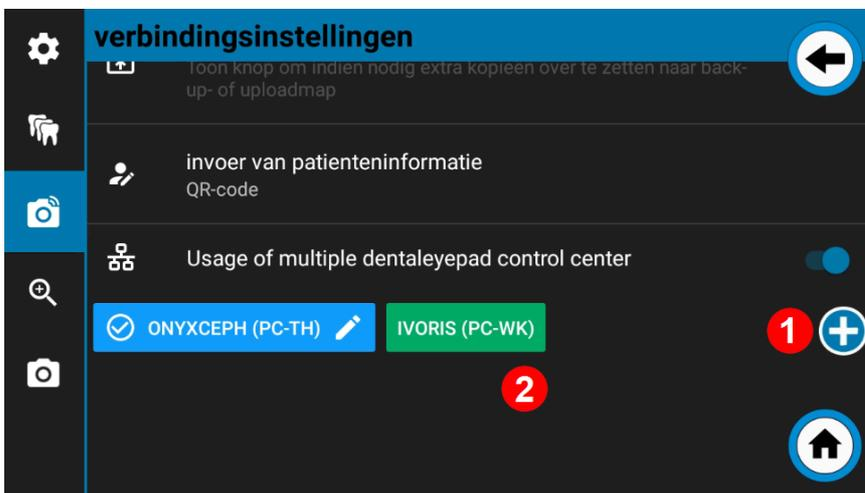 verbindingsinstellingen
Toon knop om indien nodig extra kopieën over te zetten naar back-
up- of uploadmap
invoer van patienteninformatie
QR-code
Usage of multiple dentaleyepad control center
ONYXCEPH (PC-TH) IVORIS (PC-WK) 1
2